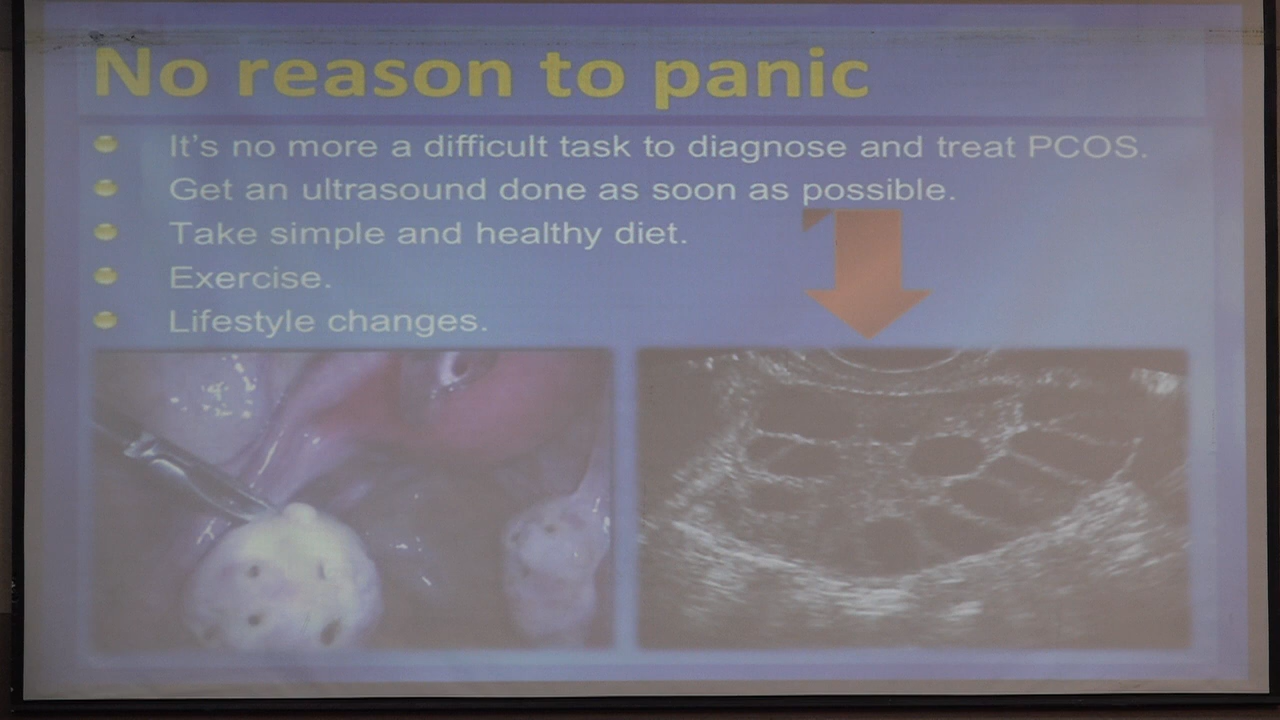 No reason to panic
It's no more a difficult task to diagnose and treat PCOS.
Get an ultrasound done as soon as possible.
Take simple and healthy diet.
Exercise.
Lifestyle changes.